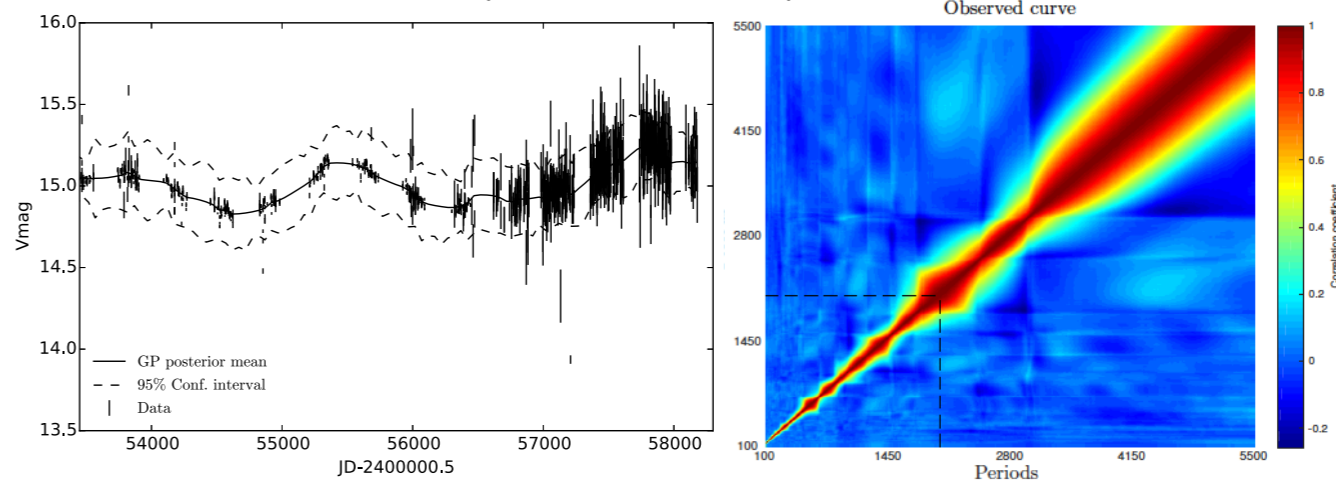 Observed curve
16.0
15.5
15.0
14.5
14.0
13.5
Vmag
GP posterior mean
95% Conf. interval
Data
54000 55000 56000 57000 58000
JD-2400000.5
5500
4150
2800
1450
100
100 1450 2800 4150 5500
Periods
1
0.8
0.6
0.4
0.2
0
-0.2
Correlation coefficient